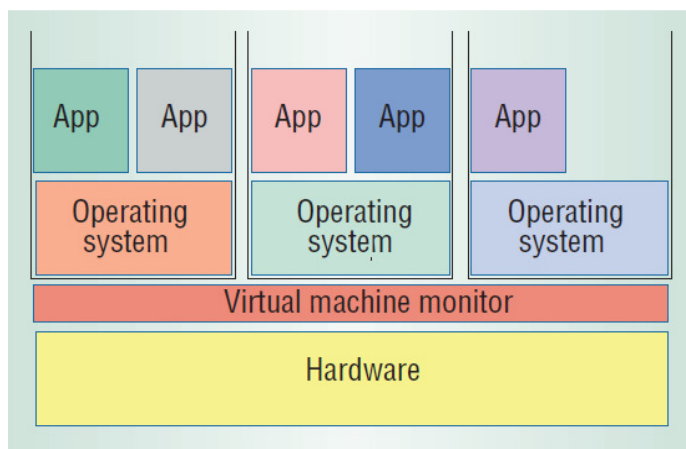 App App App App App
Operating Operating Operating
system system system
Virtual machine monitor
Hardware